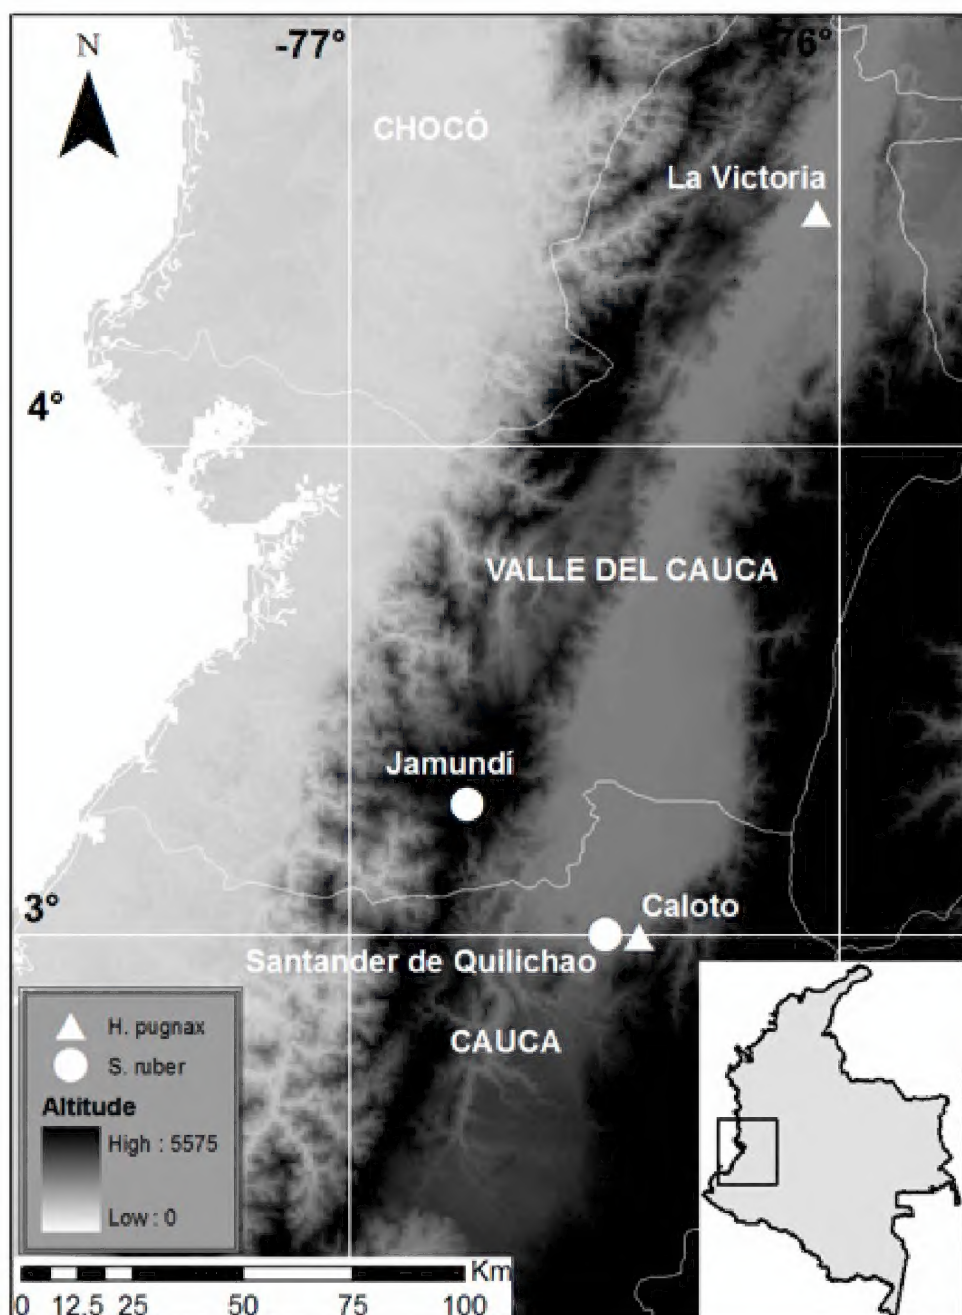 N
-77°
-76°
CHOCÓ
La Victoria
4°
VALLE DEL CAUCA
Jamundí
3°
Caloto
Santander de Quilichao
CAUCA
H. pugnax
S. ruber
Altitude
High : 5575
Low : 0
Km
0 12.5 25 50 75 100